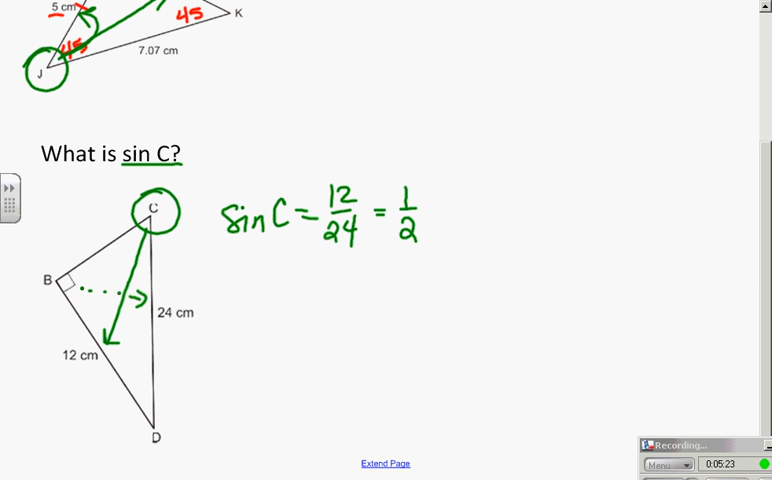 5 cm
45
45
K
J
7.07 cm
What is sin C?
C
sin C = 12/24 = 1/2
B
24 cm
12 cm
D
Extend Page
Recording...
Menu
0:05:23